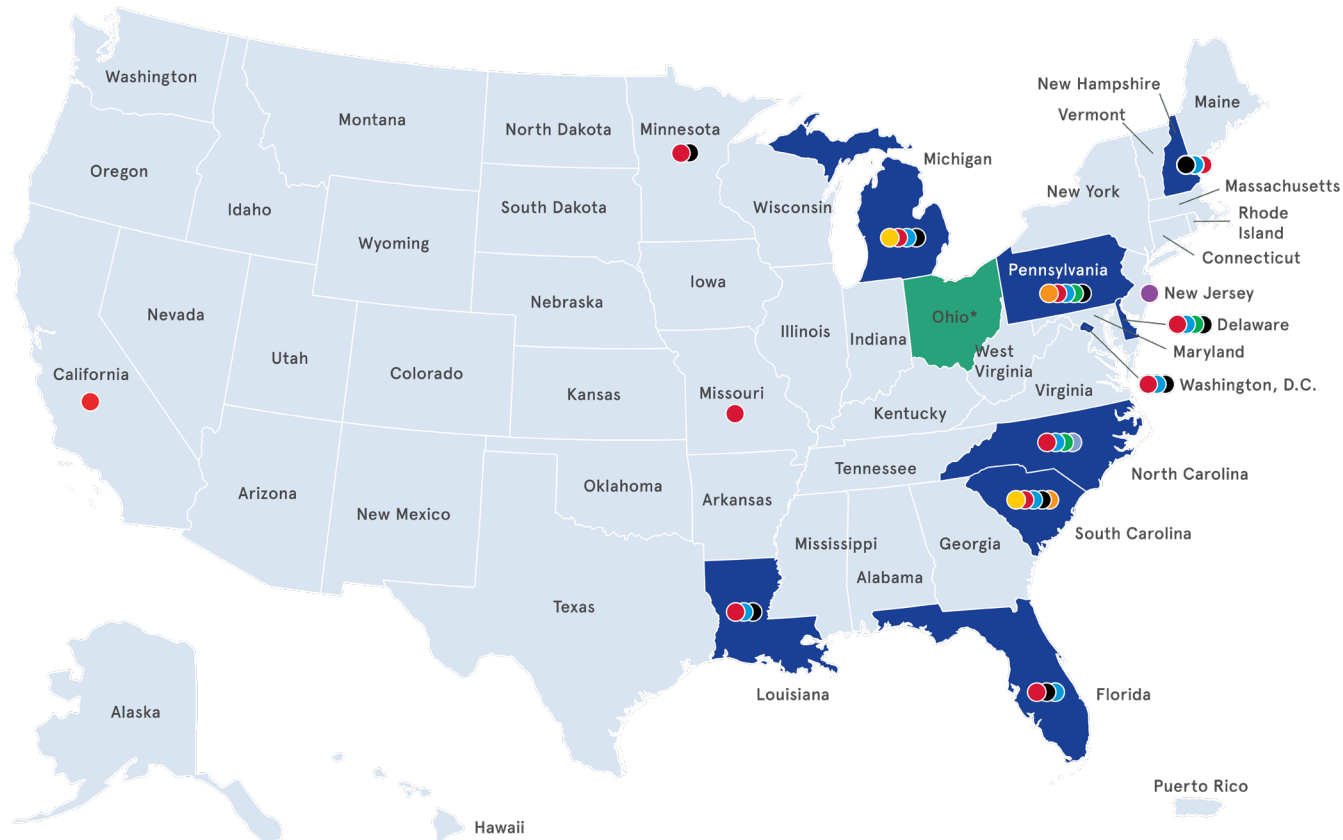 Washington
Montana
North Dakota
Minnesota
New Hampshire
Maine
Vermont
Oregon
Michigan
Idaho
South Dakota
Wisconsin
New York
Massachusetts
Rhode
Island
Wyoming
Connecticut
Iowa
Pennsylvania
Nebraska
New Jersey
Nevada
Illinois
Indiana
Ohio*
Delaware
Utah
West
Virginia
Maryland
California
Colorado
Kansas
Missouri
Kentucky
Virginia
Washington, D.C.
Tennessee
North Carolina
Arizona
New Mexico
Oklahoma
Arkansas
Mississippi
Georgia
South Carolina
Alabama
Texas
Louisiana
Florida
Alaska
Puerto Rico
Hawaii